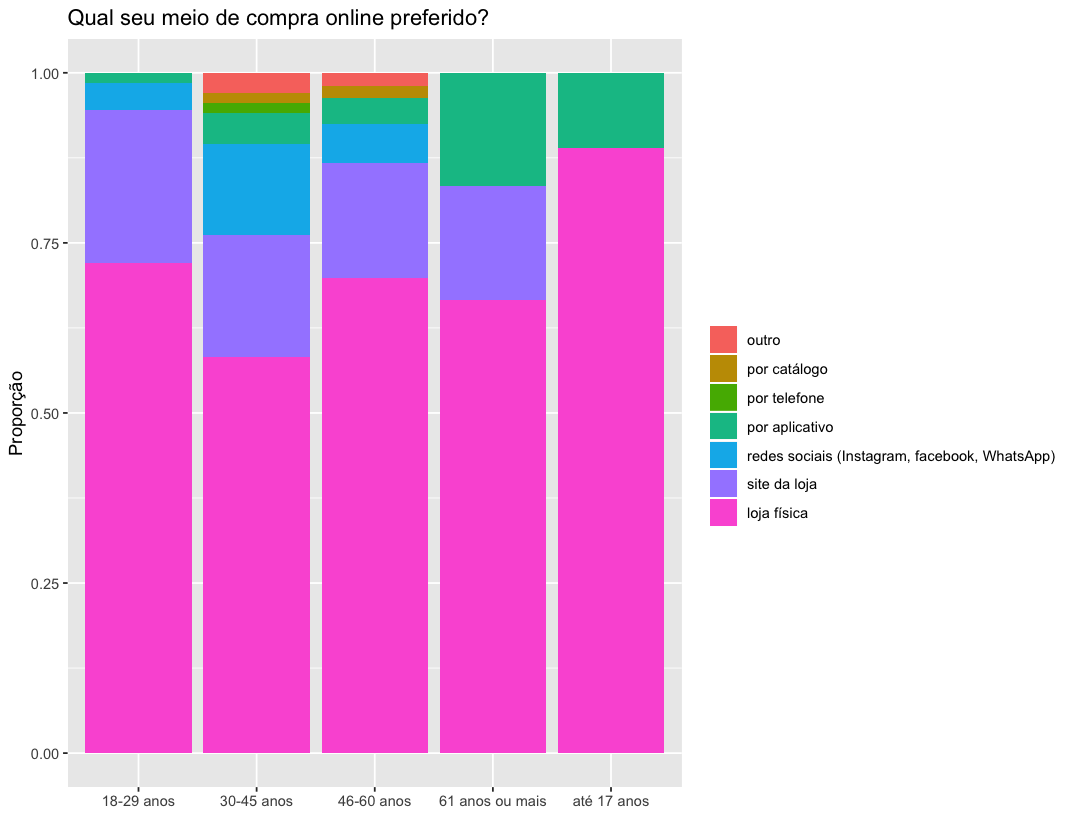 Qual seu meio de compra online preferido?
Proporção
1.00
0.75
0.50
0.25
0.00
18-29 anos
30-45 anos
46-60 anos
61 anos ou mais
até 17 anos
outro
por catálogo
por telefone
por aplicativo
redes sociais (Instagram, facebook, WhatsApp)
site da loja
loja física